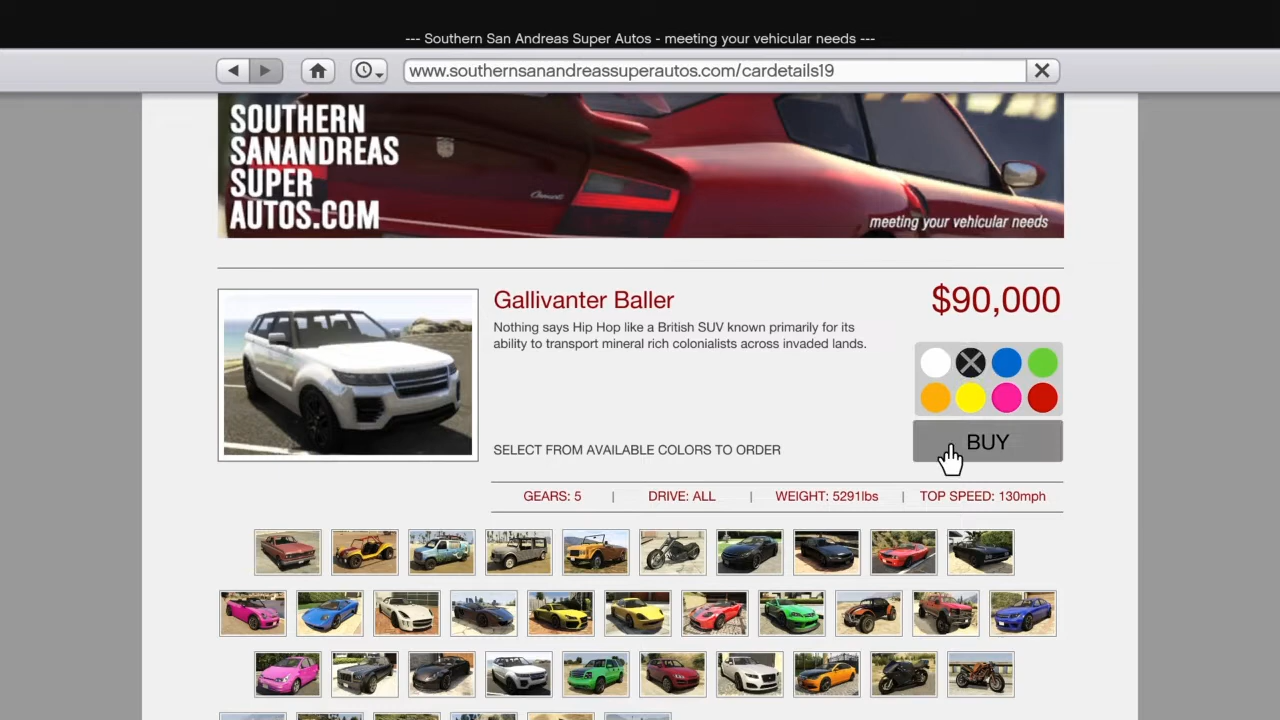 --- Southern San Andreas Super Autos - meeting your vehicular needs ---
www.southernsanandreassuperautos.com/cardetails19
SOUTHERN
SANANDREAS
SUPER
AUTOS.COM
meeting your vehicular needs
Gallivanter Baller
$90,000
Nothing says Hip Hop like a British SUV known primarily for its
ability to transport mineral rich colonialists across invaded lands.
SELECT FROM AVAILABLE COLORS TO ORDER
BUY
GEARS: 5 | DRIVE: ALL | WEIGHT: 5291lbs | TOP SPEED: 130mph